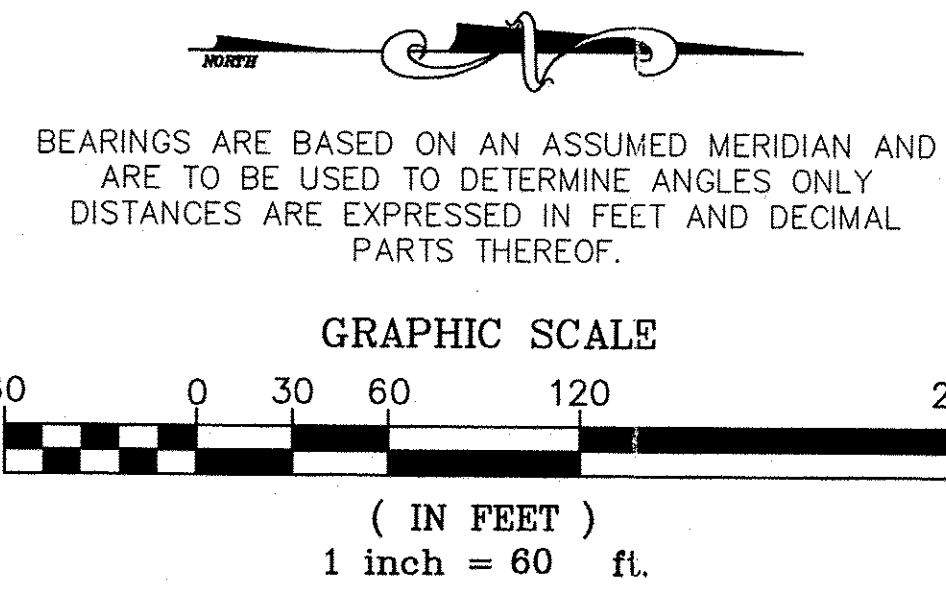 NORTH
BEARINGS ARE BASED ON AN ASSUMED MERIDIAN AND
ARE TO BE USED TO DETERMINE ANGLES ONLY
DISTANCES ARE EXPRESSED IN FEET AND DECIMAL
PARTS THEREOF.
GRAPHIC SCALE
0 30 60 120
( IN FEET )
1 inch = 60 ft.